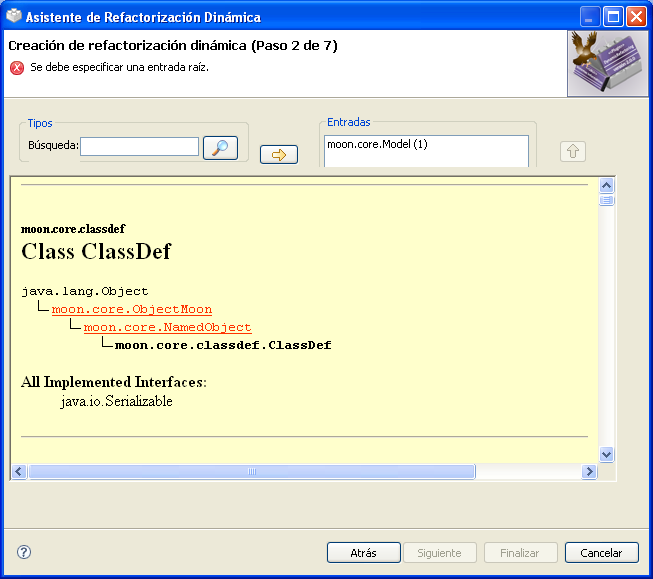 Asistente de Refactorización Dinámica
Creación de refactorización dinámica (Paso 2 de 7)
Se debe especificar una entrada raíz.
Tipos
Búsqueda:
Entradas
moon.core.Model (1)
moon.core.classdef
Class ClassDef
java.lang.Object
moon.core.ObjectMoon
moon.core.NamedObject
moon.core.classdef.ClassDef
All Implemented Interfaces:
java.io.Serializable
Atrás
Siguiente
Finalizar
Cancelar